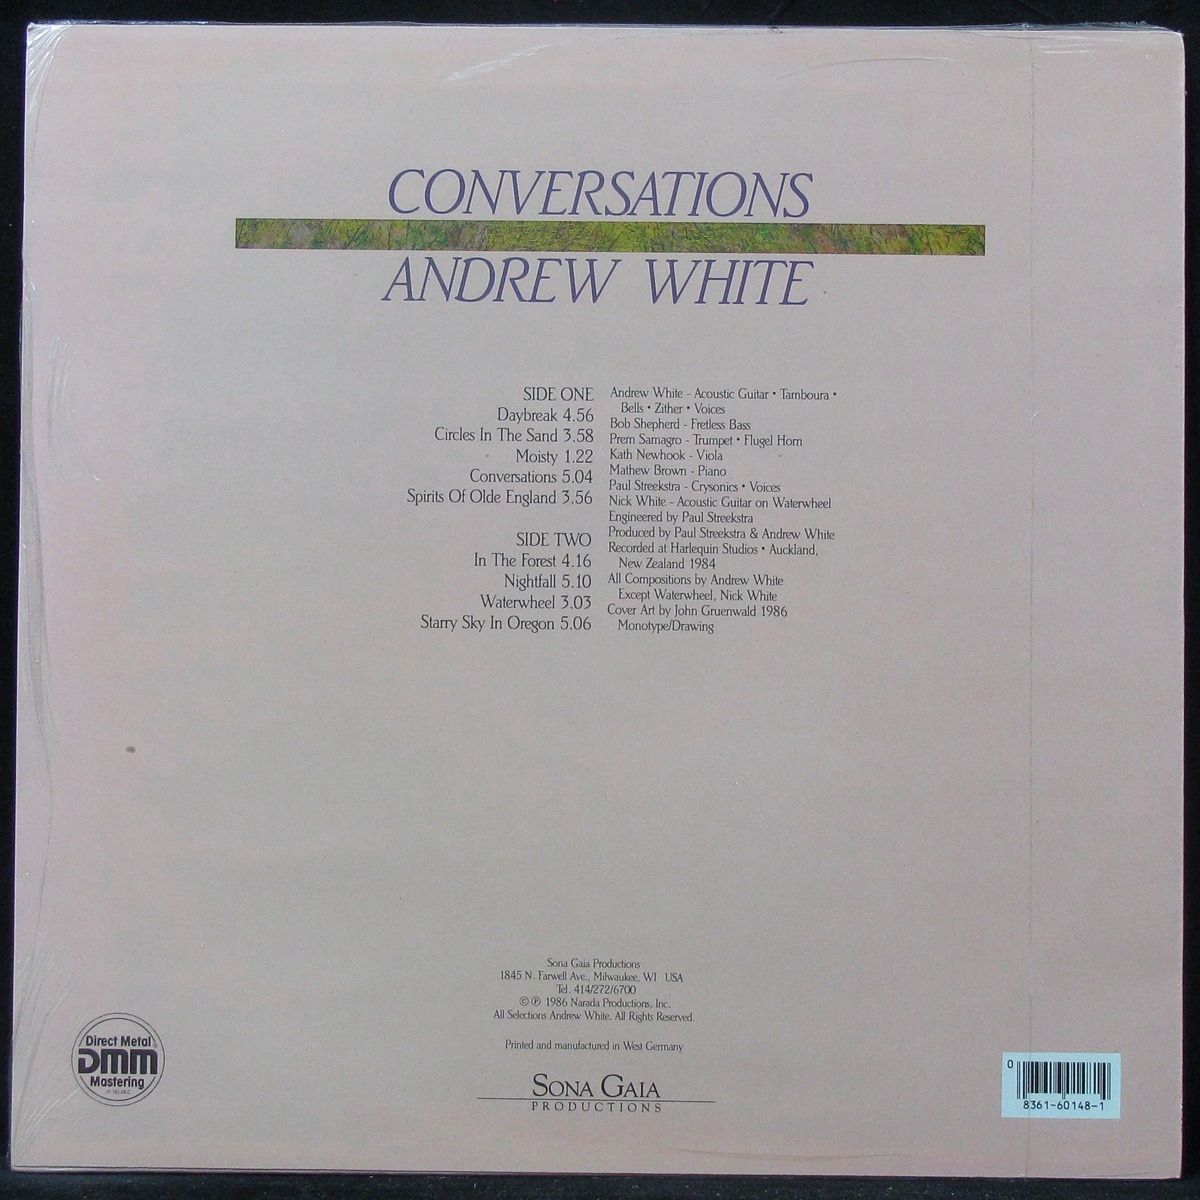 CONVERSATIONS
ANDREW WHITE
SIDE ONE
Daybreak 4.56
Circles In The Sand 3.58
Moisty 1.22
Conversations 5.04
Spirits Of Olde England 3.56
SIDE TWO
In The Forest 4.16
Nightfall 5.10
Waterwheel 3.03
Starry Sky In Oregon 5.06
Andrew White - Acoustic Guitar • Tamboura •
Bells • Zither • Voices
Bob Shepherd - Fretless Bass
Prem Samagro - Trumpet • Flugel Horn
Kath Newhook - Viola
Mathew Brown - Piano
Paul Streekstra - Crysonics • Voices
Nick White - Acoustic Guitar on Waterwheel
Engineered by Paul Streekstra
Produced by Paul Streekstra & Andrew White
Recorded at Harlequin Studios • Auckland,
New Zealand 1984
All Compositions by Andrew White
Except Waterwheel, Nick White
Cover Art by John Gruenwald 1986
Monotype/Drawing
Sona Gaia Productions
1845 N. Farwell Ave., Milwaukee, WI USA
Tel. 414/272/6700
© ℗ 1986 Narada Productions, Inc.
All Selections Andrew White. All Rights Reserved.
Printed and manufactured in West Germany
SONA GAIA
PRODUCTIONS
Direct Metal
DMM
Mastering
℗ TELDEC
0
8361-60148-1